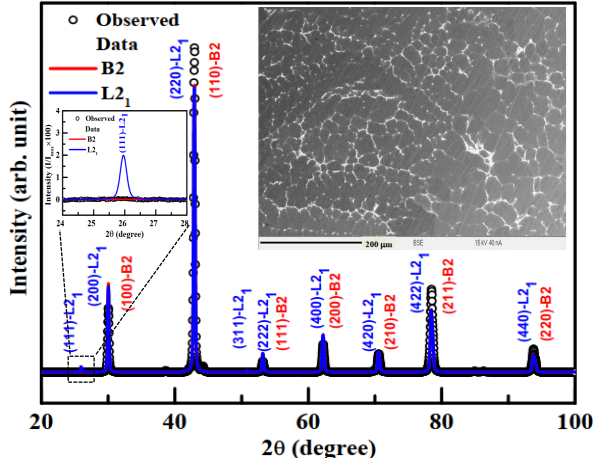 Observed
Data
B2
L2₁
Intensity (arb. unit)
2θ (degree)
20
40
60
80
100
(111)-L2₁
(200)-L2₁
(100)-B2
(220)-L2₁
(110)-B2
(311)-L2₁
(222)-L2₁
(111)-B2
(400)-L2₁
(200)-B2
(420)-L2₁
(210)-B2
(422)-L2₁
(211)-B2
(440)-L2₁
(220)-B2
Observed
Data
B2
L2₁
(111)-L2₁
Intensity (I/Iₘₐₓ×100)
4
3
2
1
0
24
25
26
27
28
2θ (degree)
200 μm
BSE
15 kV 40 nA